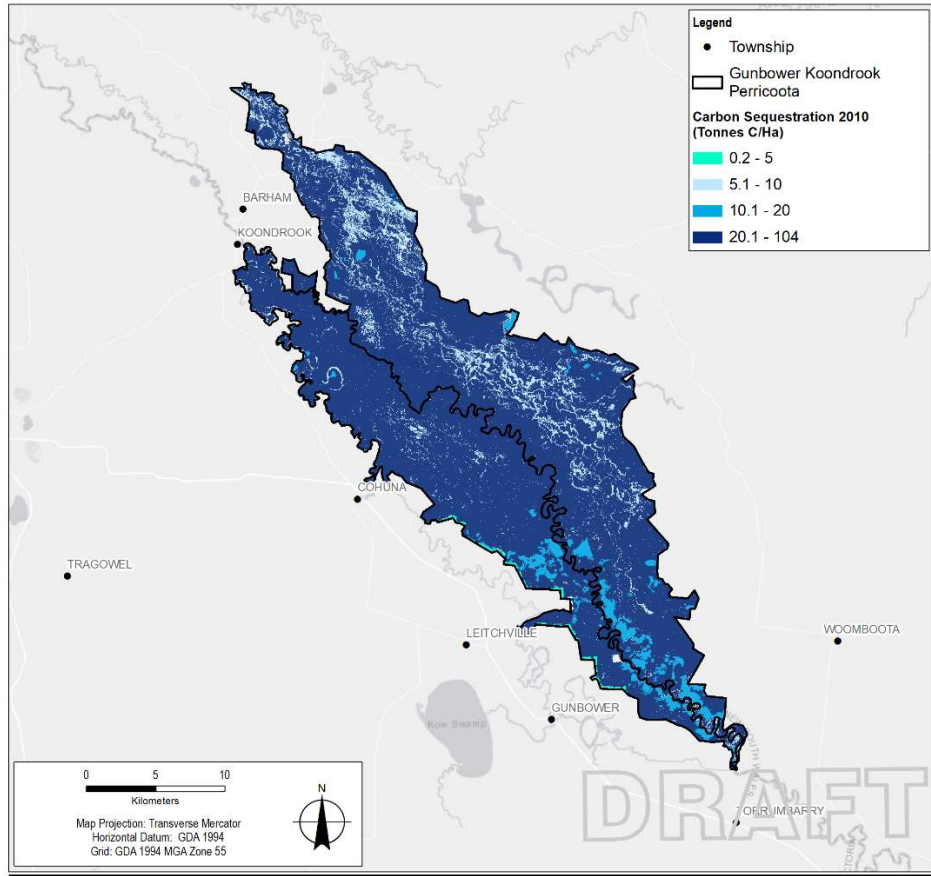 Legend
Township
Gunbower Koondrook
Perricoota
Carbon Sequestration 2010
(Tonnes C/Ha)
0.2 - 5
5.1 - 10
10.1 - 20
20.1 - 104
BARHAM
KOONDROOK
COHUNA
TRAGOWEL
LEITCHVILLE
WOOMBOOTA
GUNBOWER
Kow Swamp
DRAFT
TORRUMBARRY
0 5 10
Kilometers
N
Map Projection: Transverse Mercator
Horizontal Datum: GDA 1994
Grid: GDA 1994 MGA Zone 55